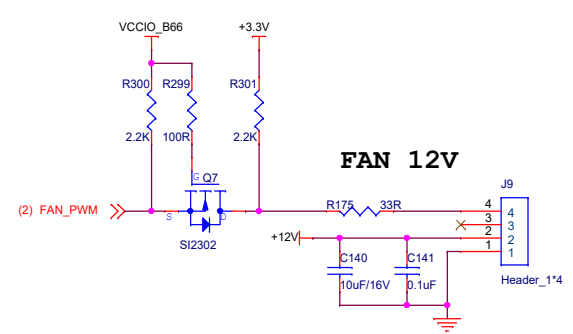 VCCIO_B66 +3.3V
R300 R299 R301
2.2K 100R 2.2K
FAN 12V
G Q7
J9
(2) FAN_PWM
S D
SI2302
R175 33R
4 4
3 3
2 2
1 1
+12V
C140 C141
10uF/16V 0.1uF
Header_1*4